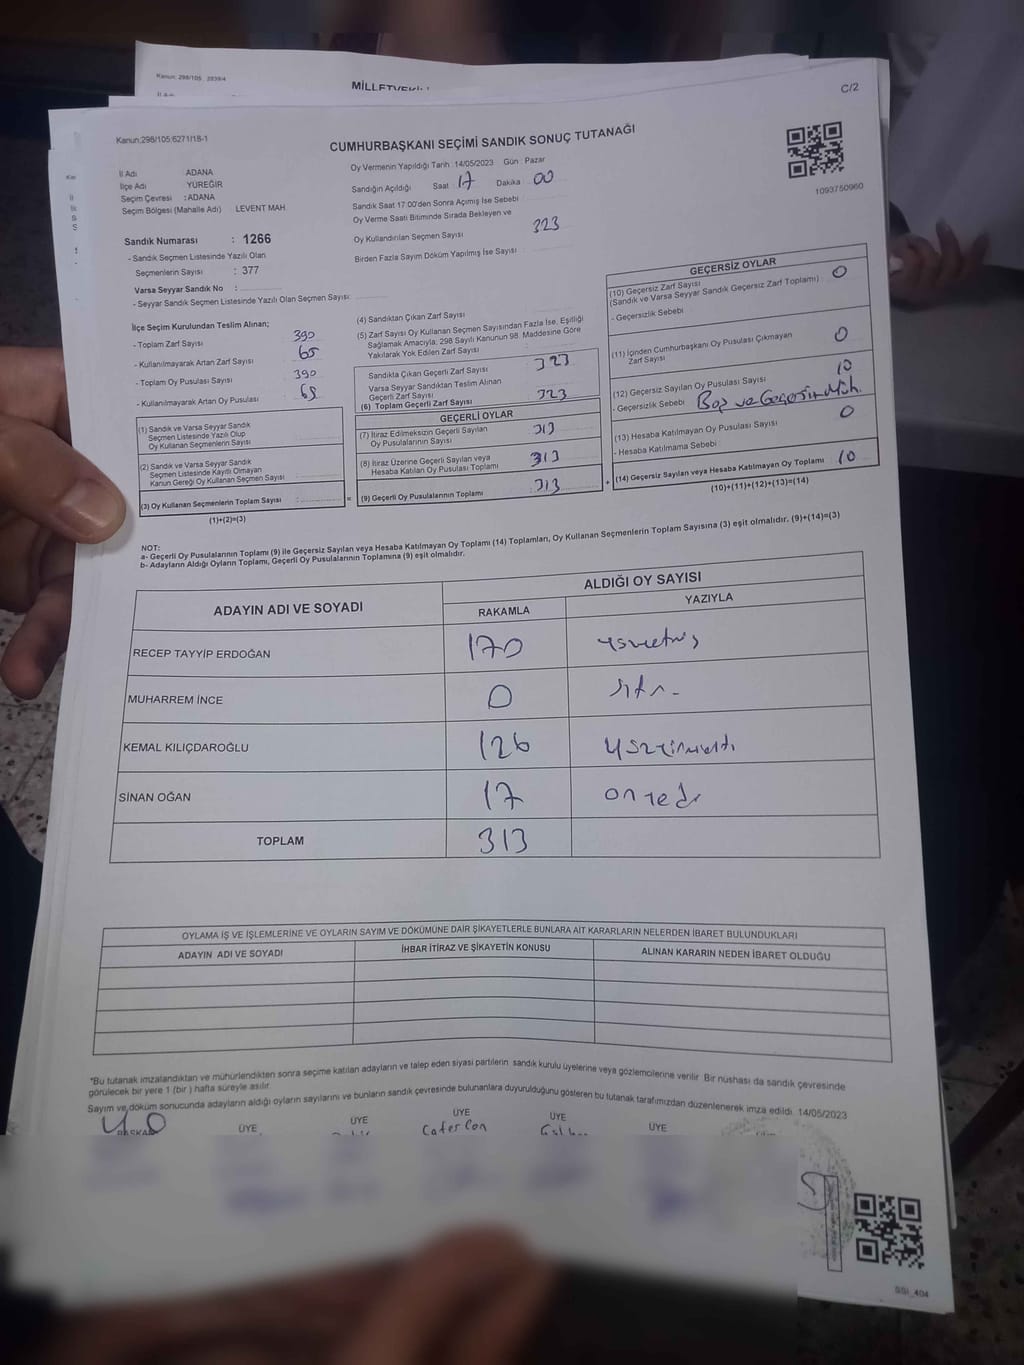 Kanun: 298/105, 2839/4
MİLLETVEKİLİ
C/2
Kanun:298/105:6271/18-1
CUMHURBAŞKANI SEÇİMİ SANDIK SONUÇ TUTANAĞI
1093750960
İl Adı ADANA
İlçe Adı YÜREĞİR
Seçim Çevresi : ADANA
Seçim Bölgesi (Mahalle Adı) LEVENT MAH
Oy Vermenin Yapıldığı Tarih 14/05/2023 Gün : Pazar
Sandığın Açıldığı Saat : 17 Dakika : 00
Sandık Saat 17 00'den Sonra Açılmış İse Sebebi
Oy Verme Saati Bitiminde Sırada Bekleyen ve
Oy Kullandırılan Seçmen Sayısı 323
Birden Fazla Sayım Döküm Yapılmış İse Sayısı
Sandık Numarası : 1266
- Sandık Seçmen Listesinde Yazılı Olan
Seçmenlerin Sayısı : 377
Varsa Seyyar Sandık No :
- Seyyar Sandık Seçmen Listesinde Yazılı Olan Seçmen Sayısı:
İlçe Seçim Kurulundan Teslim Alınan;
- Toplam Zarf Sayısı 390
- Kullanılmayarak Artan Zarf Sayısı 65
- Toplam Oy Pusulası Sayısı 390
- Kullanılmayarak Artan Oy Pusulası 65
(1) Sandık ve Varsa Seyyar Sandık
Seçmen Listesinde Yazılı Olup
Oy Kullanan Seçmenlerin Sayısı
(2) Sandık ve Varsa Seyyar Sandık
Seçmen Listesinde Kayıtlı Olmayan
Kanun Gereği Oy Kullanan Seçmen Sayısı
(3) Oy Kullanan Seçmenlerin Toplam Sayısı :
(1)+(2)=(3)
(4) Sandıktan Çıkan Zarf Sayısı
(5) Zarf Sayısı Oy Kullanan Seçmen Sayısından Fazla İse, Eşitliği
Sağlamak Amacıyla, 298 Sayılı Kanunun 98. Maddesine Göre
Yakılarak Yok Edilen Zarf Sayısı
Sandıkta Çıkan Geçerli Zarf Sayısı 323
Varsa Seyyar Sandıktan Teslim Alınan
Geçerli Zarf Sayısı
(6) Toplam Geçerli Zarf Sayısı 323
GEÇERLİ OYLAR
(7) İtiraz Edilmeksizin Geçerli Sayılan
Oy Pusulalarının Sayısı : 313
(8) İtiraz Üzerine Geçerli Sayılan veya
Hesaba Katılan Oy Pusulası Toplamı 313
=
(9) Geçerli Oy Pusulalarının Toplamı : 313
+
GEÇERSİZ OYLAR
(10) Geçersiz Zarf Sayısı 0
(Sandık ve Varsa Seyyar Sandık Geçersiz Zarf Toplamı)
- Geçersizlik Sebebi
(11) İçinden Cumhurbaşkanı Oy Pusulası Çıkmayan
Zarf Sayısı 0
(12) Geçersiz Sayılan Oy Pusulası Sayısı 10
- Geçersizlik Sebebi Boş ve Geçersiz Müh.
(13) Hesaba Katılmayan Oy Pusulası Sayısı 0
- Hesaba Katılmama Sebebi
(14) Geçersiz Sayılan veya Hesaba Katılmayan Oy Toplamı 10
(10)+(11)+(12)+(13)=(14)
NOT:
a- Geçerli Oy Pusulalarının Toplamı (9) ile Geçersiz Sayılan veya Hesaba Katılmayan Oy Toplamı (14) Toplamları, Oy Kullanan Seçmenlerin Toplam Sayısına (3) eşit olmalıdır. (9)+(14)=(3)
b- Adayların Aldığı Oyların Toplamı, Geçerli Oy Pusulalarının Toplamına (9) eşit olmalıdır.
ADAYIN ADI VE SOYADI
ALDIĞI OY SAYISI
RAKAMLA YAZIYLA
RECEP TAYYİP ERDOĞAN 170 yüzyetmiş
MUHARREM İNCE 0 sıfır
KEMAL KILIÇDAROĞLU 126 yüzyirmialtı
SİNAN OĞAN 17 onyedi
TOPLAM 313
OYLAMA İŞ VE İŞLEMLERİNE VE OYLARIN SAYIM VE DÖKÜMÜNE DAİR ŞİKAYETLERLE BUNLARA AİT KARARLARIN NELERDEN İBARET BULUNDUKLARI
ADAYIN ADI VE SOYADI İHBAR İTİRAZ VE ŞİKAYETİN KONUSU ALINAN KARARIN NEDEN İBARET OLDUĞU
*Bu tutanak imzalandıktan ve mühürlendikten sonra seçime katılan adayların ve talep eden siyasi partilerin sandık kurulu üyelerine veya gözlemcilerine verilir. Bir nüshası da sandık çevresinde
görülecek bir yere 1 (bir ) hafta süreyle asılır.
Sayım ve döküm sonucunda adayların aldığı oyların sayılarını ve bunların sandık çevresinde bulunanlara duyurulduğunu gösteren bu tutanak tarafımızdan düzenlenerek imza edildi. 14/05/2023
BAŞKAN ÜYE ÜYE ÜYE ÜYE ÜYE
Cafer Can
SSI_404